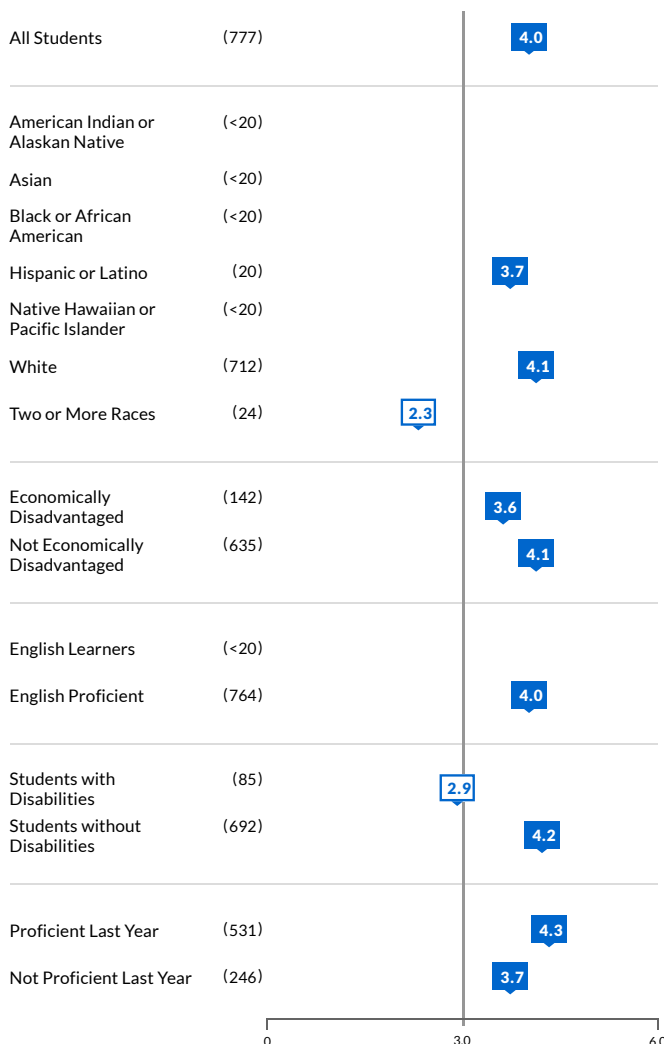 All Students (777) 4.0
American Indian or (<20)
Alaskan Native
Asian (<20)
Black or African (<20)
American
Hispanic or Latino (20) 3.7
Native Hawaiian or (<20)
Pacific Islander
White (712) 4.1
Two or More Races (24) 2.3
Economically (142) 3.6
Disadvantaged
Not Economically (635) 4.1
Disadvantaged
English Learners (<20)
English Proficient (764) 4.0
Students with (85) 2.9
Disabilities
Students without (692) 4.2
Disabilities
Proficient Last Year (531) 4.3
Not Proficient Last Year (246) 3.7
0 3.0 6.0